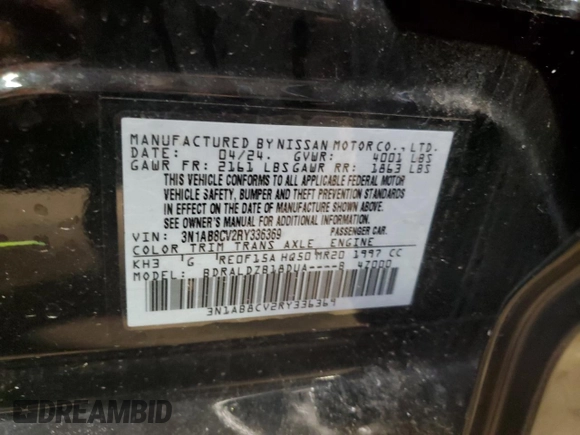 MANUFACTURED BY NISSAN MOTOR CO., LTD.
DATE: 04/24. GVWR: 4001 LBS
GAWR FR: 2161 LBS GAWR RR: 1863 LBS
THIS VEHICLE CONFORMS TO ALL APPLICABLE FEDERAL MOTOR
VEHICLE SAFETY, BUMPER AND THEFT PREVENTION STANDARDS
IN EFFECT ON THE DATE OF MANUFACTURE SHOWN ABOVE.
SEE OWNER'S MANUAL FOR ADDITIONAL INFORMATION.
VIN: 3N1AB8CV2RY336369 PASSENGER CAR.
COLOR TRIM TRANS AXLE ENGINE
KH3 G RE0F15A HQ50 MR20 1997 CC
MODEL: BDRALDZB18DUA----B 4Z000
3N1AB8CV2RY336369
DREAMBID